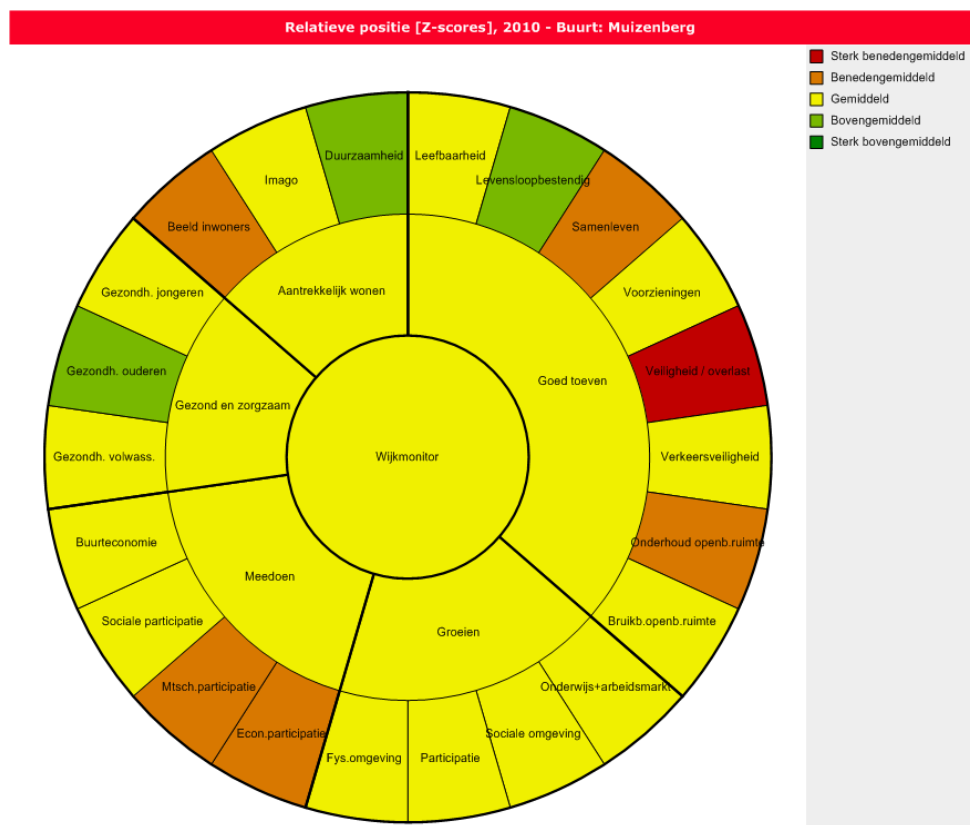 Relatieve positie [Z-scores], 2010 - Buurt: Muizenberg
Sterk benedengemiddeld
Benedengemiddeld
Gemiddeld
Bovengemiddeld
Sterk bovengemiddeld
Duurzaamheid
Leefbaarheid
Imago
Levensloopbestendig
Beeld inwoners
Samenleven
Aantrekkelijk wonen
Gezondh. jongeren
Voorzieningen
Gezondh. ouderen
Veiligheid / overlast
Goed toeven
Gezond en zorgzaam
Gezondh. volwass.
Wijkmonitor
Verkeersveiligheid
Buurteconomie
Onderhoud openb.ruimte
Meedoen
Sociale participatie
Bruikb.openb.ruimte
Groeien
Mtsch.participatie
Onderwijs+arbeidsmarkt
Econ.participatie
Sociale omgeving
Fys.omgeving
Participatie